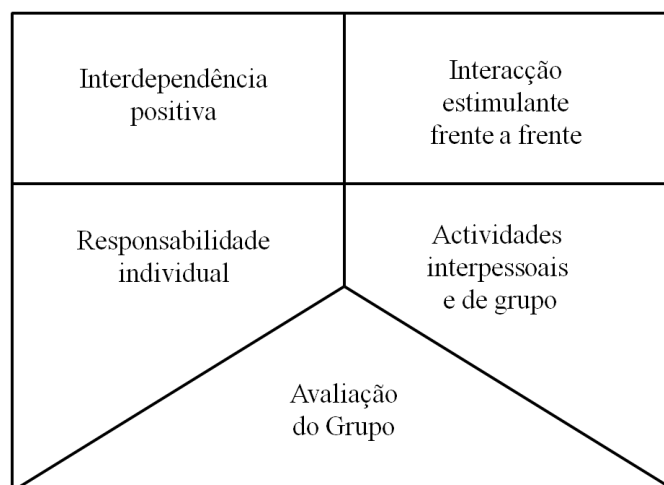 Interdependência
positiva
Interacção
estimulante
frente a frente
Responsabilidade
individual
Actividades
interpessoais
e de grupo
Avaliação
do Grupo